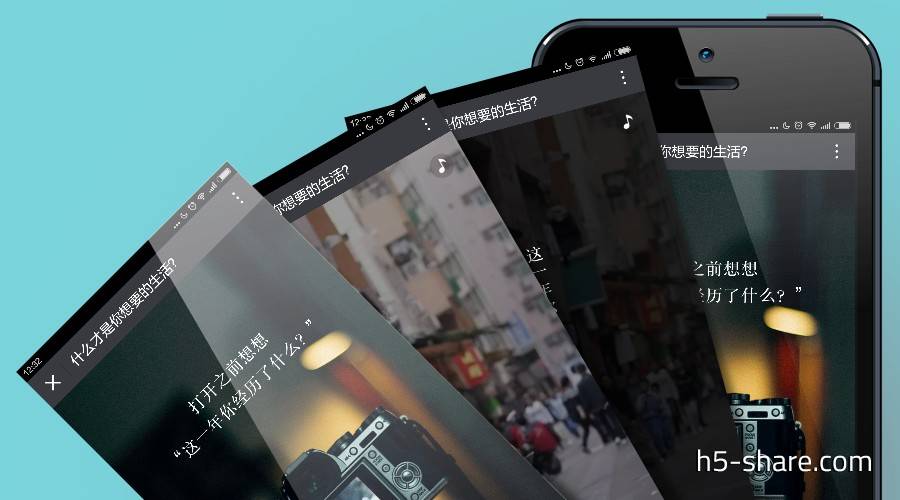 12:32
什么才是你想要的生活?
打开之前想想
“这一年你经历了什么? ”
你想要的生活?
12:32
是你想要的生活?
这
一
年
你想要的生活?
之前想想
经历了什么? ”
h5-share.com